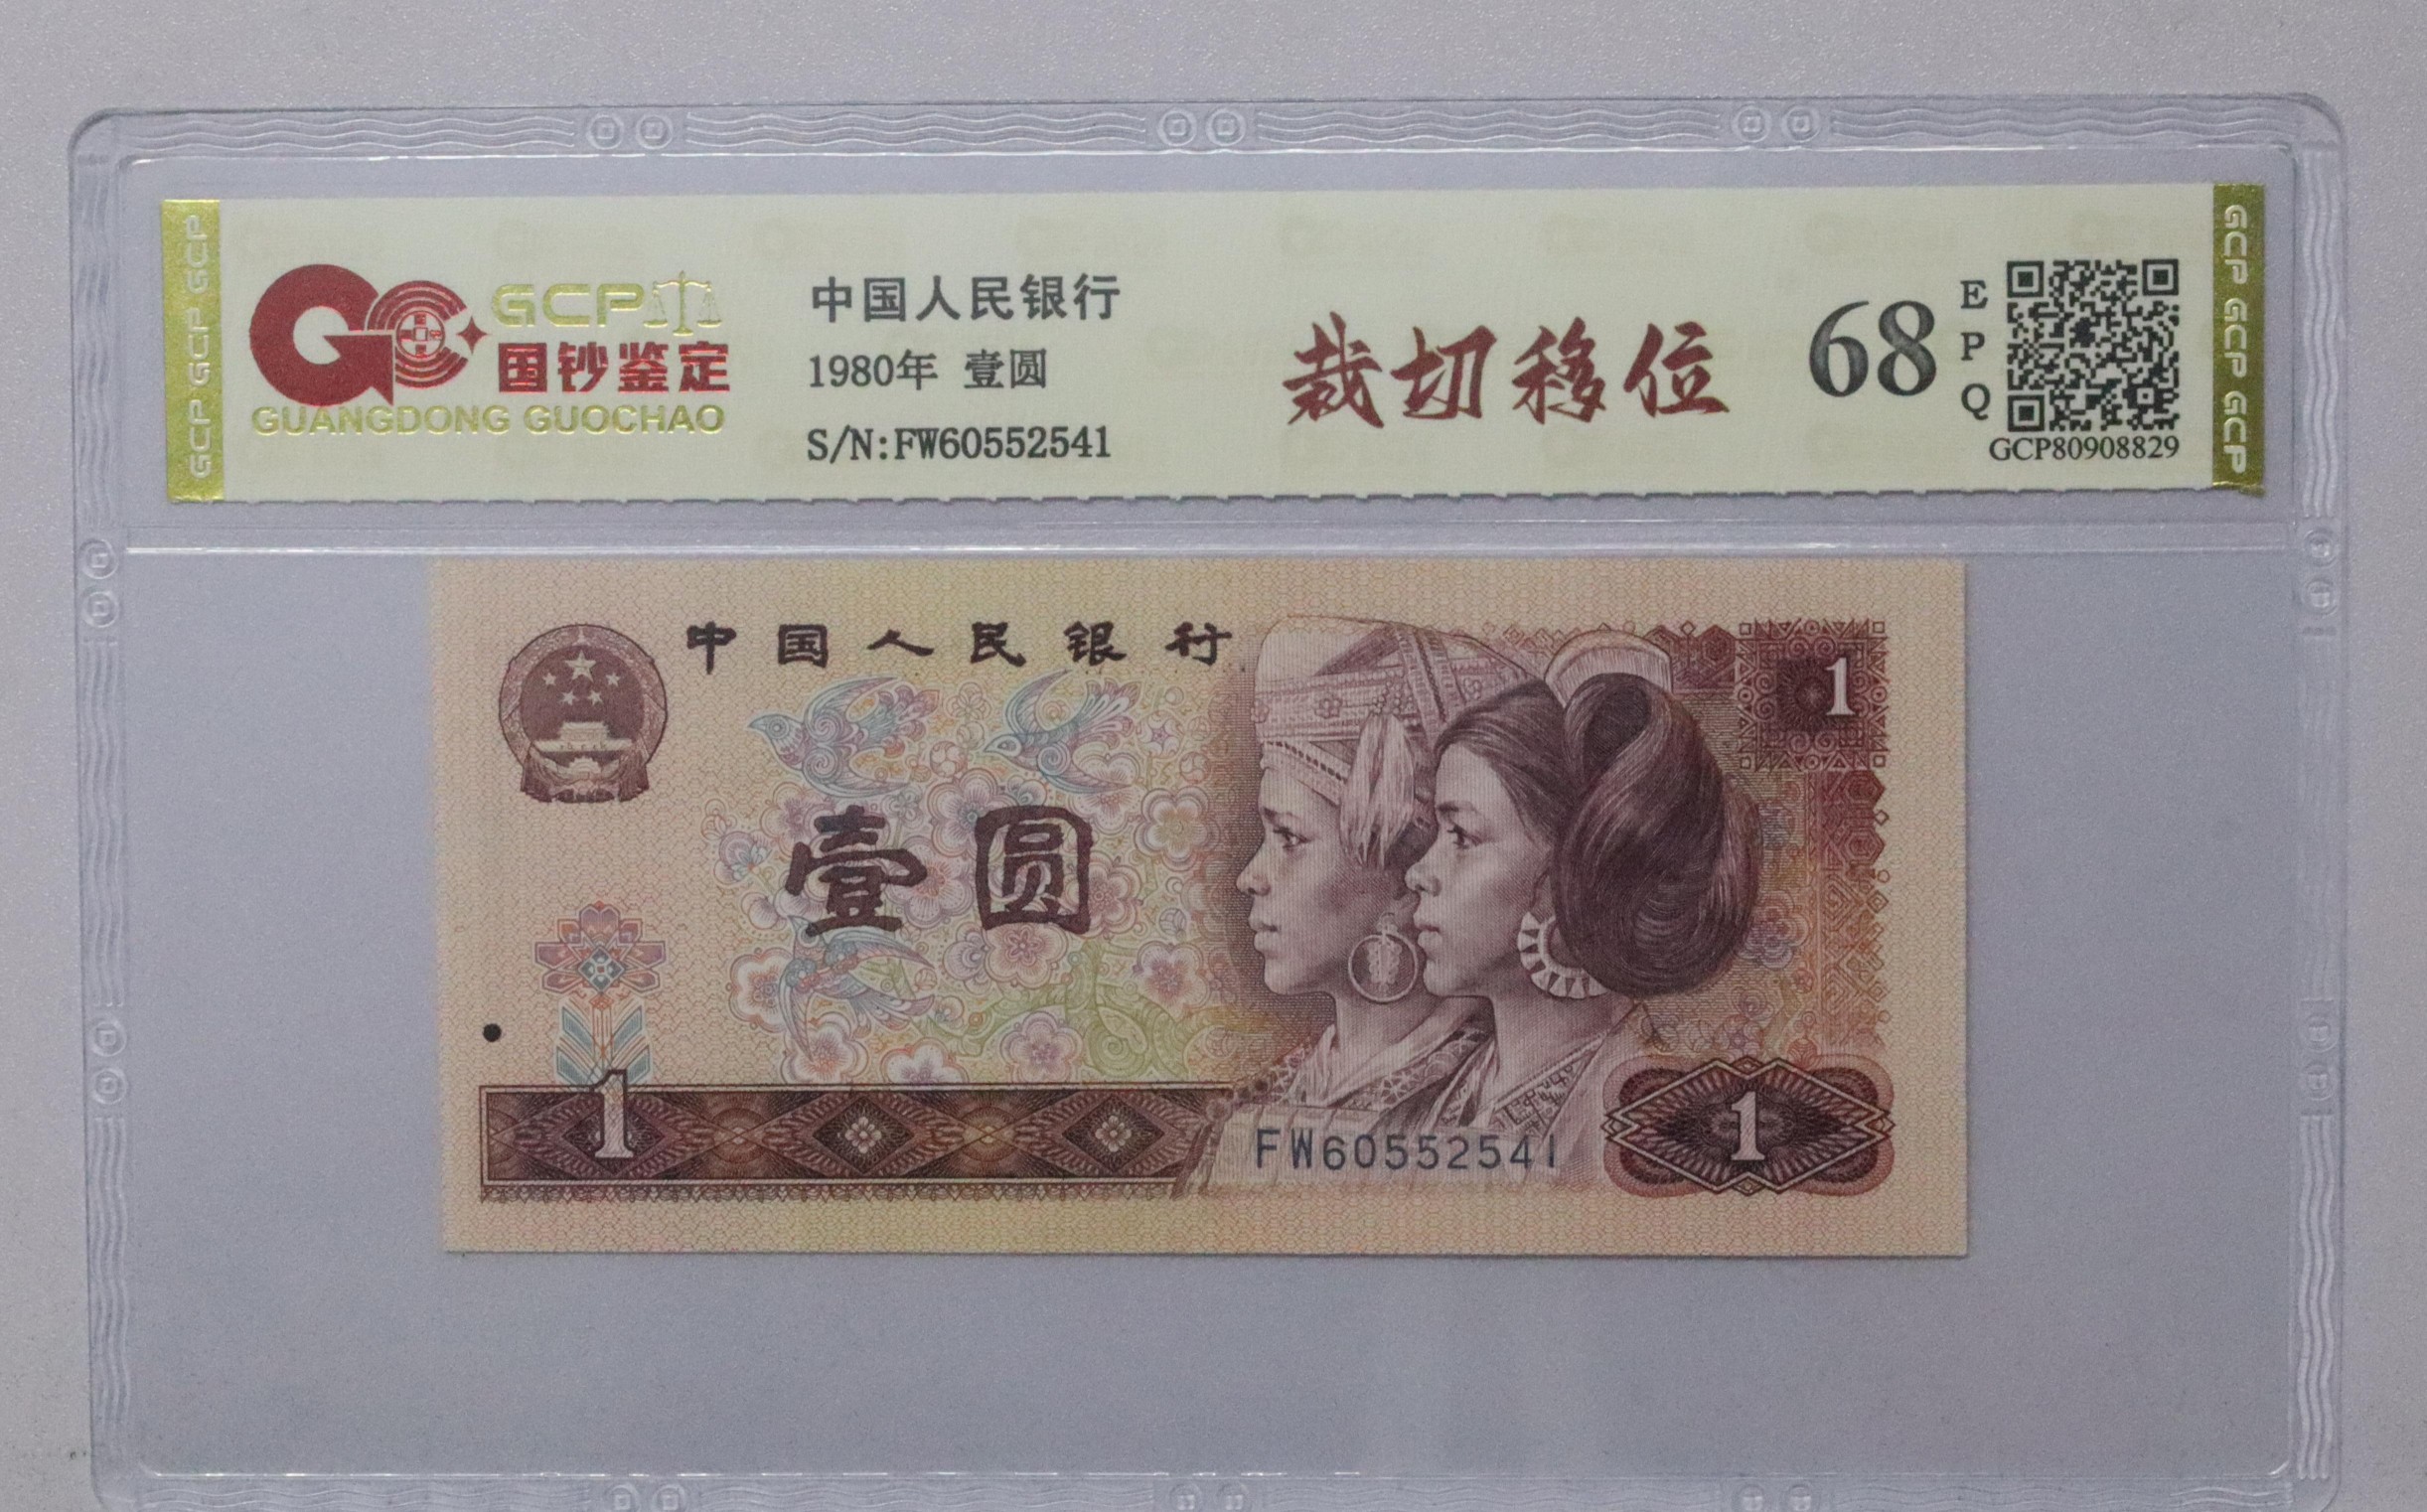 GCP GCP GCP
GCP
国钞鉴定
GUANGDONG GUOCHAO
中国人民银行
1980年 壹圆
S/N:FW60552541
裁切移位
68
E
P
Q
GCP80908829
GCP GCP GCP
中国人民银行
1
壹圆
1
FW60552541
1